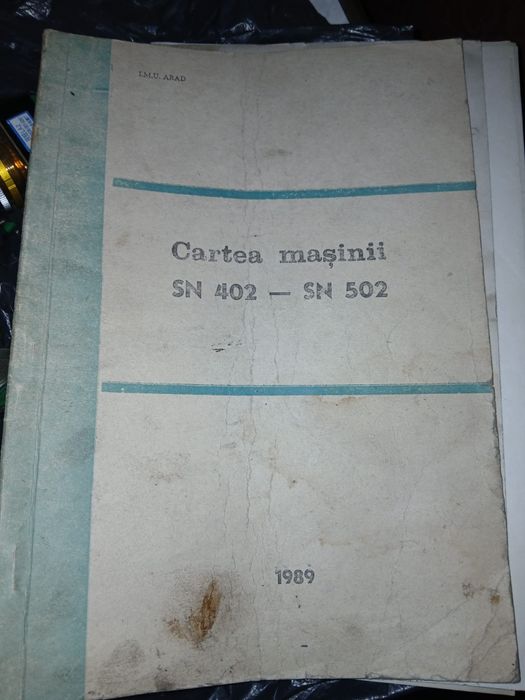 I.M.U. ARAD
Cartea mașinii
SN 402 — SN 502
1989